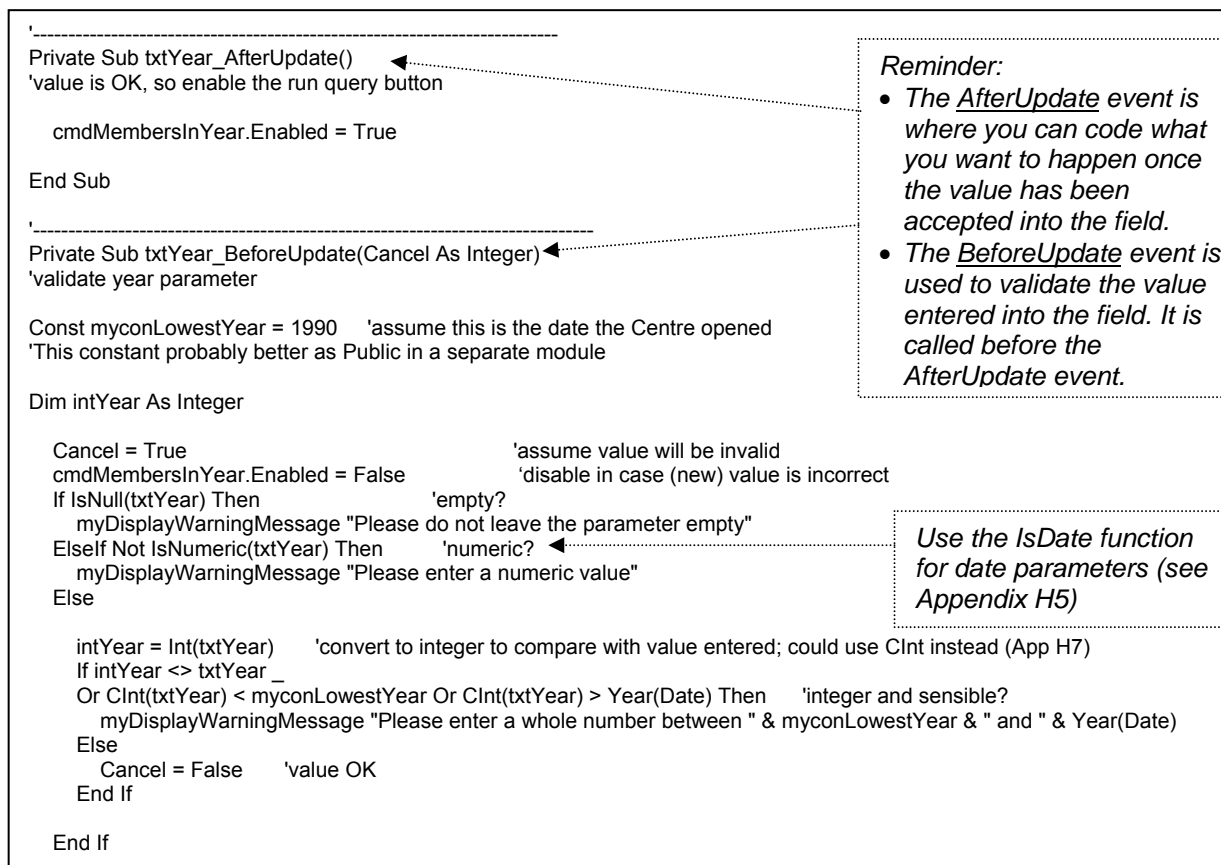 '--------------------------------------------------------------------------
Private Sub txtYear_AfterUpdate()
'value is OK, so enable the run query button
cmdMembersInYear.Enabled = True
End Sub
'-------------------------------------------------------------------------------
Private Sub txtYear_BeforeUpdate(Cancel As Integer)
'validate year parameter
Const myconLowestYear = 1990 'assume this is the date the Centre opened
'This constant probably better as Public in a separate module
Dim intYear As Integer
Cancel = True 'assume value will be invalid
cmdMembersInYear.Enabled = False ‘disable in case (new) value is incorrect
If IsNull(txtYear) Then 'empty?
myDisplayWarningMessage "Please do not leave the parameter empty"
ElseIf Not IsNumeric(txtYear) Then 'numeric?
myDisplayWarningMessage "Please enter a numeric value"
Else
intYear = Int(txtYear) 'convert to integer to compare with value entered; could use CInt instead (App H7)
If intYear <> txtYear _
Or CInt(txtYear) < myconLowestYear Or CInt(txtYear) > Year(Date) Then 'integer and sensible?
myDisplayWarningMessage "Please enter a whole number between " & myconLowestYear & " and " & Year(Date)
Else
Cancel = False 'value OK
End If
End If
Reminder:
• The AfterUpdate event is
where you can code what
you want to happen once
the value has been
accepted into the field.
• The BeforeUpdate event is
used to validate the value
entered into the field. It is
called before the
AfterUpdate event.
Use the IsDate function
for date parameters (see
Appendix H5)